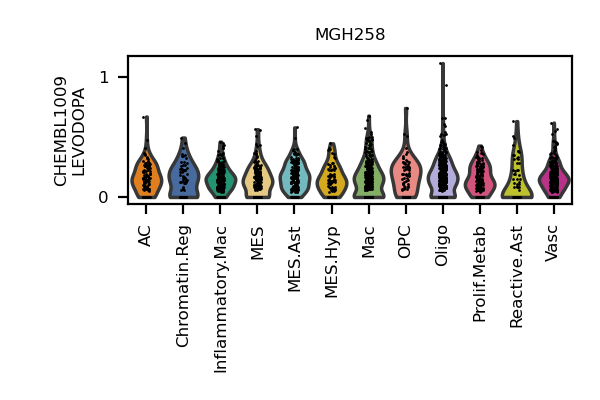 MGH258
CHEMBL1009
LEVODOPA
1
0
AC
Chromatin.Reg
Inflammatory.Mac
MES
MES.Ast
MES.Hyp
Mac
OPC
Oligo
Prolif.Metab
Reactive.Ast
Vasc